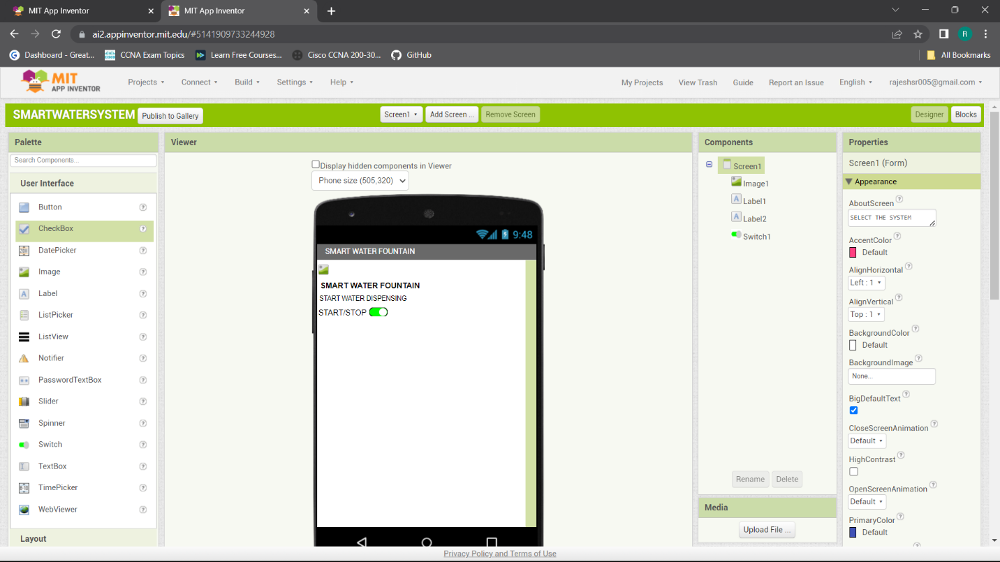 MIT App Inventor
MIT App Inventor
ai2.appinventor.mit.edu/#5141909733244928
R
Dashboard - Great...
CCNA Exam Topics
Learn Free Courses...
Cisco CCNA 200-30...
GitHub
All Bookmarks
MIT
APP INVENTOR
Projects
Connect
Build
Settings
Help
My Projects
View Trash
Guide
Report an Issue
English
rajeshsr005@gmail.com
SMARTWATERSYSTEM
Publish to Gallery
Screen1
Add Screen ...
Remove Screen
Designer
Blocks
Palette
Search Components...
User Interface
Button
CheckBox
DatePicker
Image
Label
ListPicker
ListView
Notifier
PasswordTextBox
Slider
Spinner
Switch
TextBox
TimePicker
WebViewer
Layout
Viewer
Display hidden components in Viewer
Phone size (505,320)
9:48
SMART WATER FOUNTAIN
SMART WATER FOUNTAIN
START WATER DISPENSING
START/STOP
Components
Screen1
Image1
Label1
Label2
Switch1
Rename
Delete
Media
Upload File ...
Properties
Screen1 (Form)
Appearance
AboutScreen
SELECT THE SYSTEM
AccentColor
Default
AlignHorizontal
Left : 1
AlignVertical
Top : 1
BackgroundColor
Default
BackgroundImage
None...
BigDefaultText
CloseScreenAnimation
Default
HighContrast
OpenScreenAnimation
Default
PrimaryColor
Default
Privacy Policy and Terms of Use